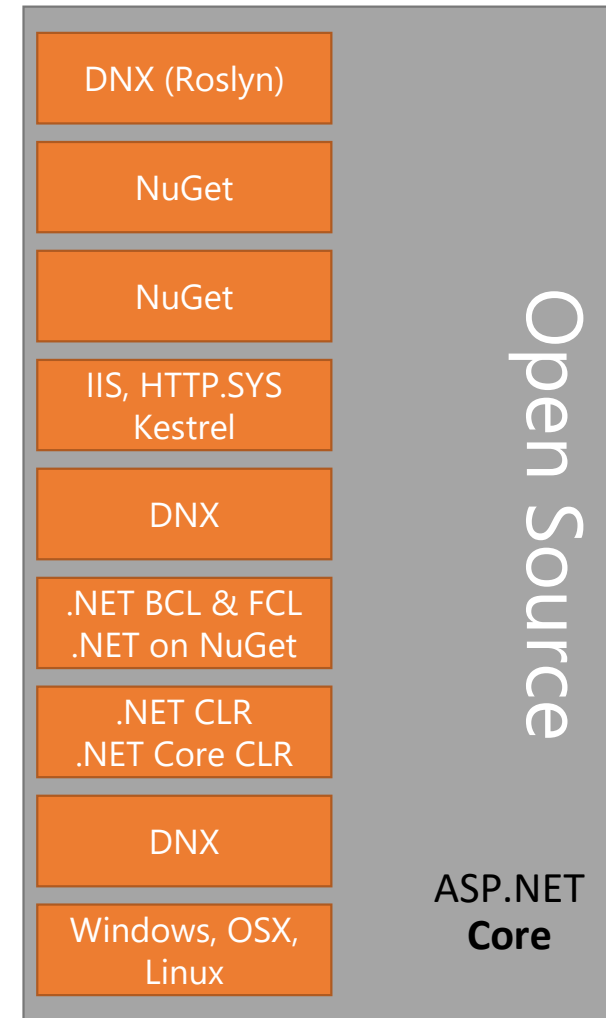 DNX (Roslyn)
NuGet
NuGet
IIS, HTTP.SYS
Kestrel
DNX
.NET BCL & FCL
.NET on NuGet
.NET CLR
.NET Core CLR
DNX
Windows, OSX,
Linux
Open Source
ASP.NET
Core